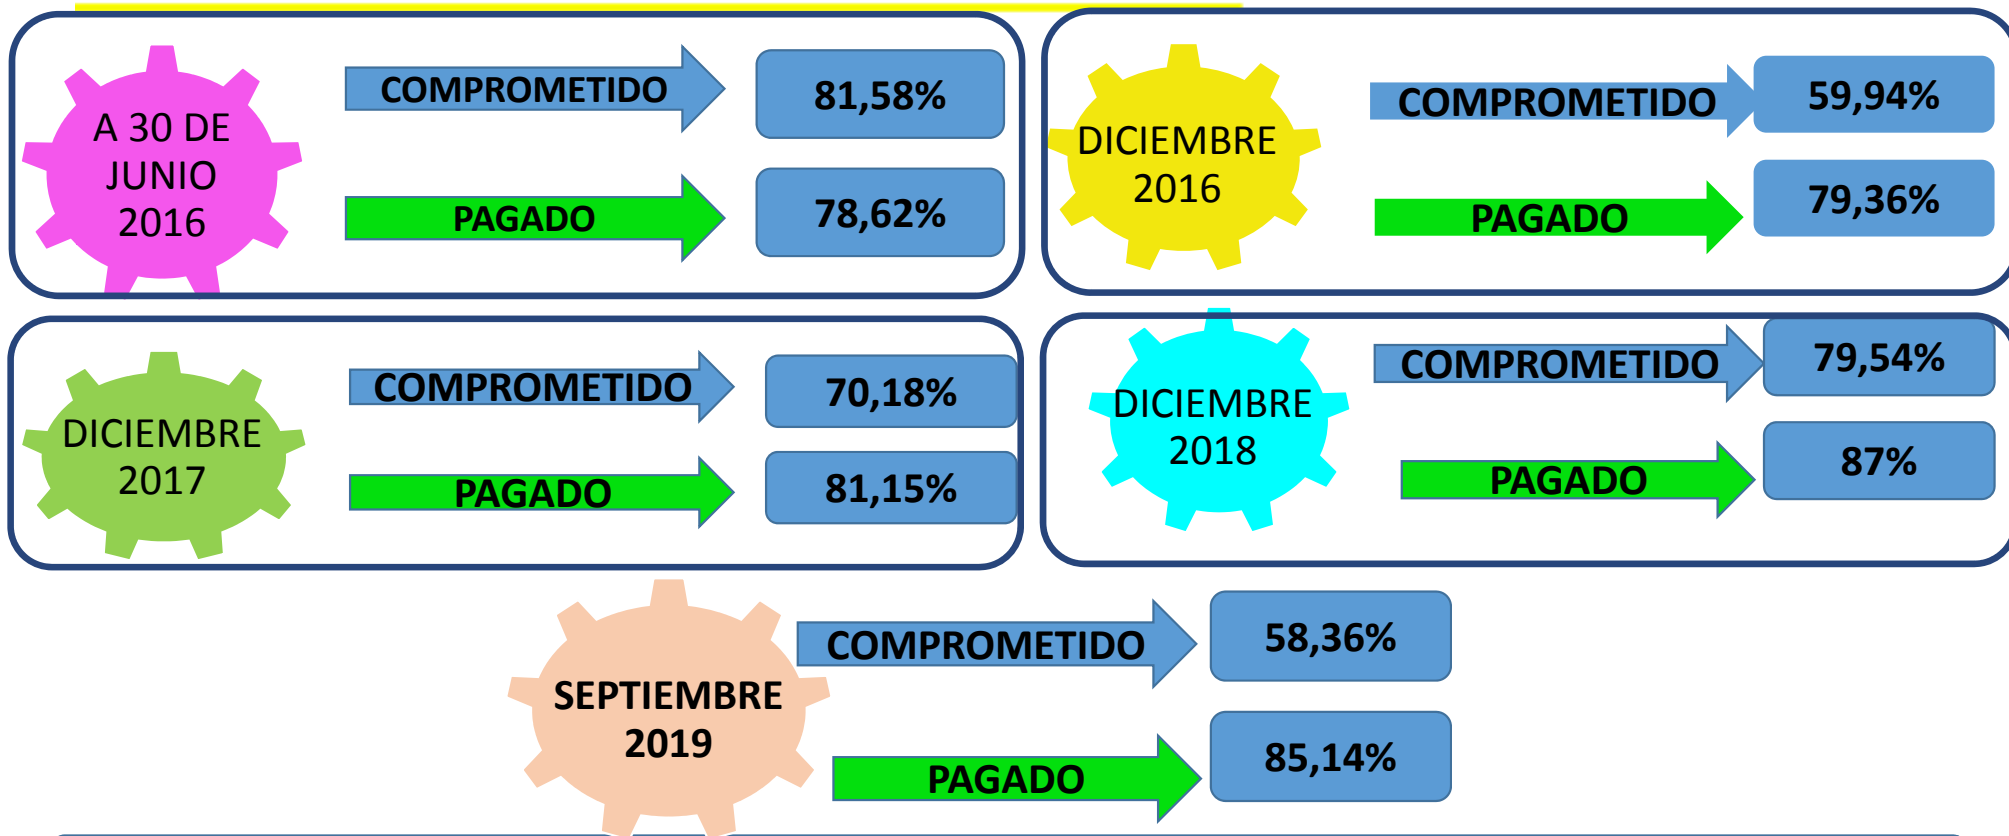 A 30 DE
JUNIO
2016
COMPROMETIDO
81,58%
PAGADO
78,62%
DICIEMBRE
2016
COMPROMETIDO
59,94%
PAGADO
79,36%
DICIEMBRE
2017
COMPROMETIDO
70,18%
PAGADO
81,15%
DICIEMBRE
2018
COMPROMETIDO
79,54%
PAGADO
87%
SEPTIEMBRE
2019
COMPROMETIDO
58,36%
PAGADO
85,14%